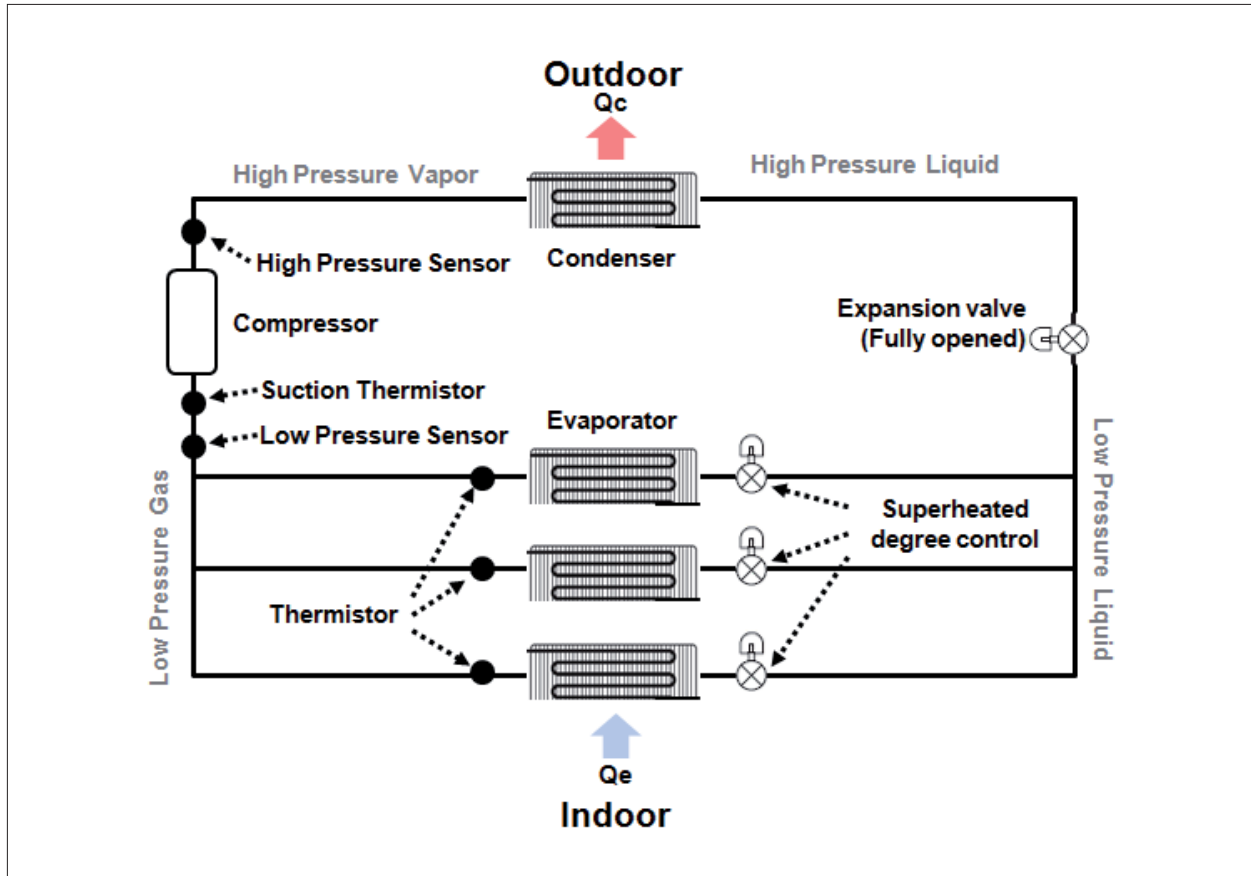 Outdoor
Qc
High Pressure Vapor
High Pressure Liquid
High Pressure Sensor
Condenser
Compressor
Expansion valve
(Fully opened)
Suction Thermistor
Low Pressure Sensor
Evaporator
Low Pressure Gas
Superheated
degree control
Low Pressure Liquid
Thermistor
Qe
Indoor